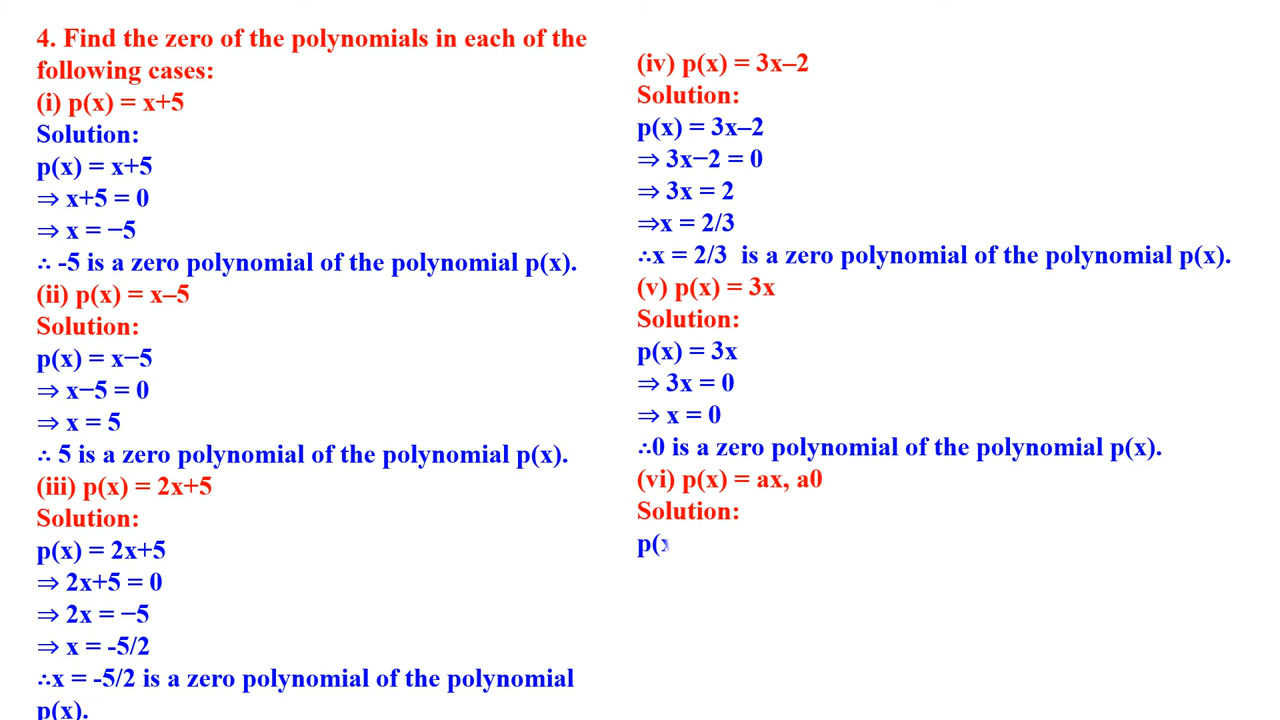 4. Find the zero of the polynomials in each of the
following cases:
(i) p(x) = x+5
Solution:
p(x) = x+5
⇒ x+5 = 0
⇒ x = −5
∴ -5 is a zero polynomial of the polynomial p(x).
(ii) p(x) = x–5
Solution:
p(x) = x−5
⇒ x−5 = 0
⇒ x = 5
∴ 5 is a zero polynomial of the polynomial p(x).
(iii) p(x) = 2x+5
Solution:
p(x) = 2x+5
⇒ 2x+5 = 0
⇒ 2x = −5
⇒ x = -5/2
∴x = -5/2 is a zero polynomial of the polynomial
p(x).
(iv) p(x) = 3x–2
Solution:
p(x) = 3x–2
⇒ 3x−2 = 0
⇒ 3x = 2
⇒x = 2/3
∴x = 2/3 is a zero polynomial of the polynomial p(x).
(v) p(x) = 3x
Solution:
p(x) = 3x
⇒ 3x = 0
⇒ x = 0
∴0 is a zero polynomial of the polynomial p(x).
(vi) p(x) = ax, a0
Solution:
p(x